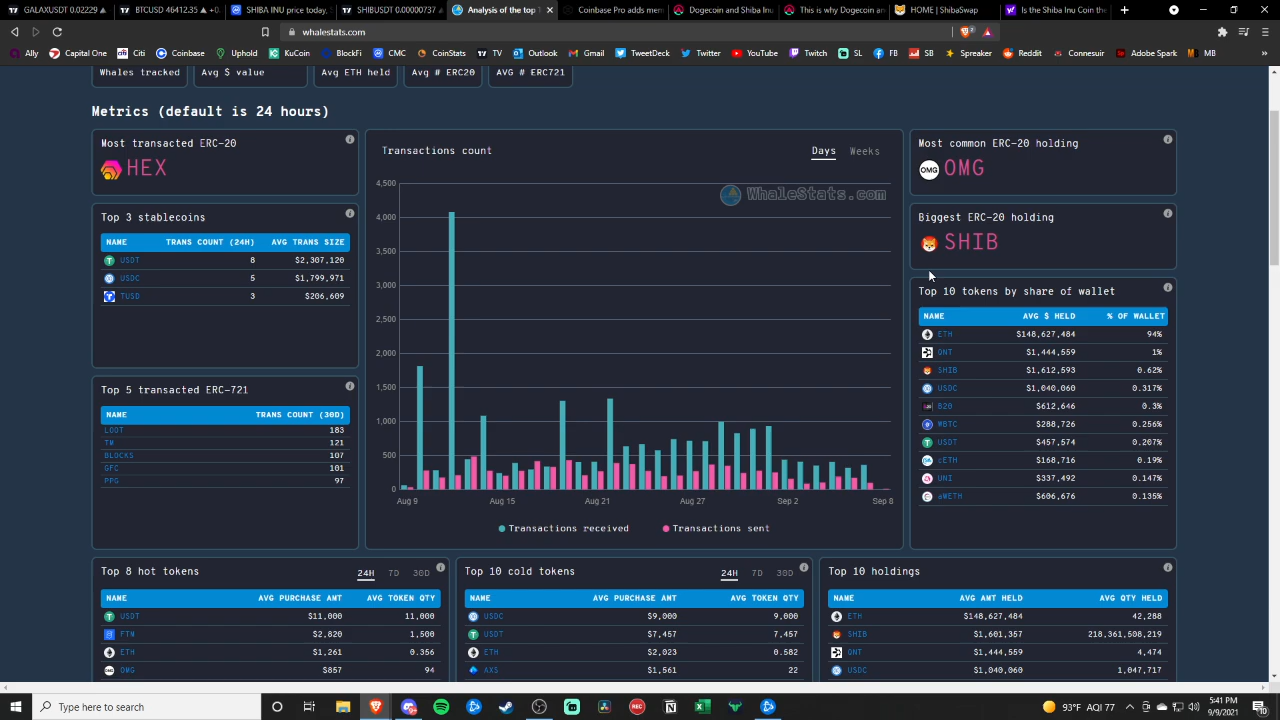 GALAXUSDT 0.02229
BTCUSD 46412.35 ▲ +0.
SHIBA INU price today,
SHIBUSDT 0.00000737
Analysis of the top
Coinbase Pro adds mem
Dogecoin and Shiba Inu
This is why Dogecoin ar
HOME | ShibaSwap
Is the Shiba Inu Coin th
whalestats.com
Ally
Capital One
Citi
Coinbase
Uphold
KuCoin
BlockFi
CMC
CoinStats
TV
Outlook
Gmail
TweetDeck
Twitter
YouTube
Twitch
SL
FB
SB
Spreaker
Reddit
Connesuir
Adobe Spark
MB
Whales tracked
Avg $ value
Avg ETH held
Avg # ERC20
AVG # ERC721
Metrics (default is 24 hours)
Most transacted ERC-20
HEX
Top 3 stablecoins
NAME TRANS COUNT (24H) AVG TRANS SIZE
USDT 8 $2,307,120
USDC 5 $1,799,971
TUSD 3 $206,609
Top 5 transacted ERC-721
NAME TRANS COUNT (30D)
LOOT 183
TM 121
BLOCKS 107
GFC 101
PPG 97
Transactions count
Days Weeks
WhaleStats.com
4,500
4,000
3,500
3,000
2,500
2,000
1,500
1,000
500
0
Aug 9 Aug 15 Aug 21 Aug 27 Sep 2 Sep 8
Transactions received Transactions sent
Most common ERC-20 holding
OMG OMG
Biggest ERC-20 holding
SHIB
Top 10 tokens by share of wallet
NAME AVG $ HELD % OF WALLET
ETH $148,627,484 94%
QNT $1,444,559 1%
SHIB $1,612,593 0.62%
USDC $1,040,060 0.317%
B20 $612,646 0.3%
WBTC $288,726 0.256%
USDT $457,574 0.207%
cETH $168,716 0.19%
UNI $337,492 0.147%
aWETH $606,676 0.135%
Top 8 hot tokens
24H 7D 30D
NAME AVG PURCHASE AMT AVG TOKEN QTY
USDT $11,000 11,000
FTN $2,820 1,500
ETH $1,261 0.356
OMG $857 94
Top 10 cold tokens
24H 7D 30D
NAME AVG PURCHASE AMT AVG TOKEN QTY
USDC $9,000 9,000
USDT $7,457 7,457
ETH $2,023 0.582
AXS $1,561 22
Top 10 holdings
NAME AVG AMT HELD AVG QTY HELD
ETH $148,627,484 42,288
SHIB $1,601,357 218,361,508,219
QNT $1,444,559 4,474
USDC $1,040,060 1,047,717
Type here to search
REC
93°F AQI 77
5:41 PM
9/9/2021